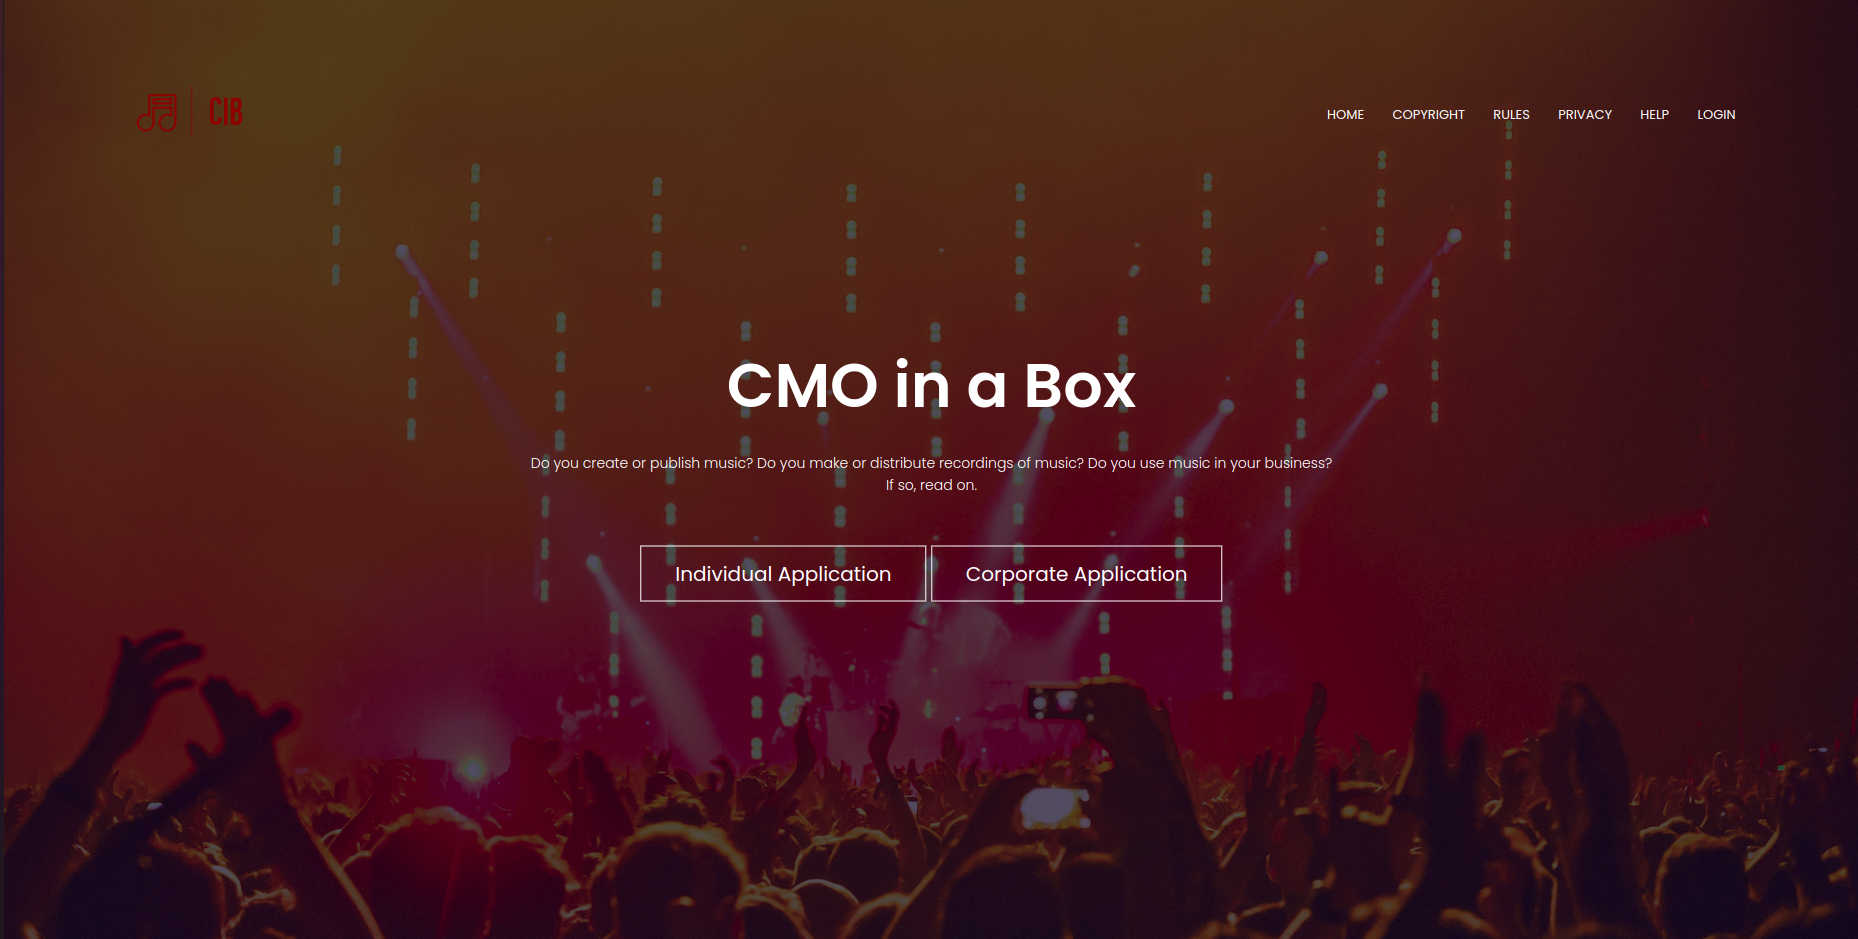 CIB
HOME COPYRIGHT RULES PRIVACY HELP LOGIN
CMO in a Box
Do you create or publish music? Do you make or distribute recordings of music? Do you use music in your business?
If so, read on.
Individual Application
Corporate Application